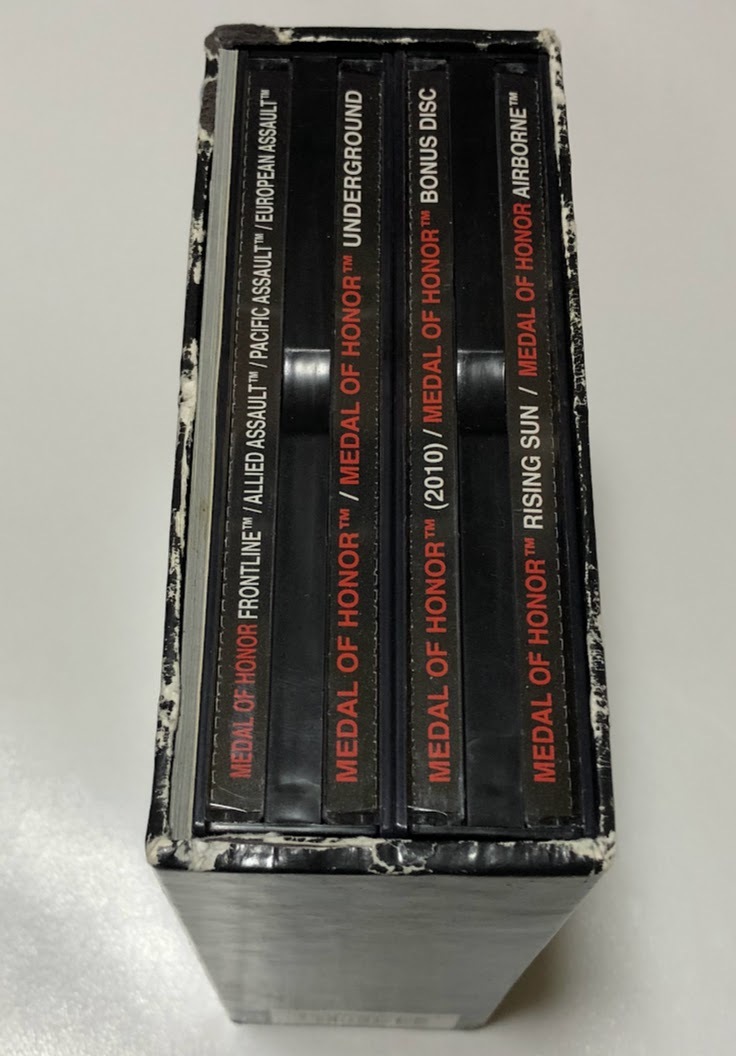 MEDAL OF HONOR FRONTLINE™ / ALLIED ASSAULT™ / PACIFIC ASSAULT™ / EUROPEAN ASSAULT™
MEDAL OF HONOR™ / MEDAL OF HONOR™ UNDERGROUND
MEDAL OF HONOR™ (2010) / MEDAL OF HONOR™ BONUS DISC
MEDAL OF HONOR™ RISING SUN / MEDAL OF HONOR AIRBORNE™